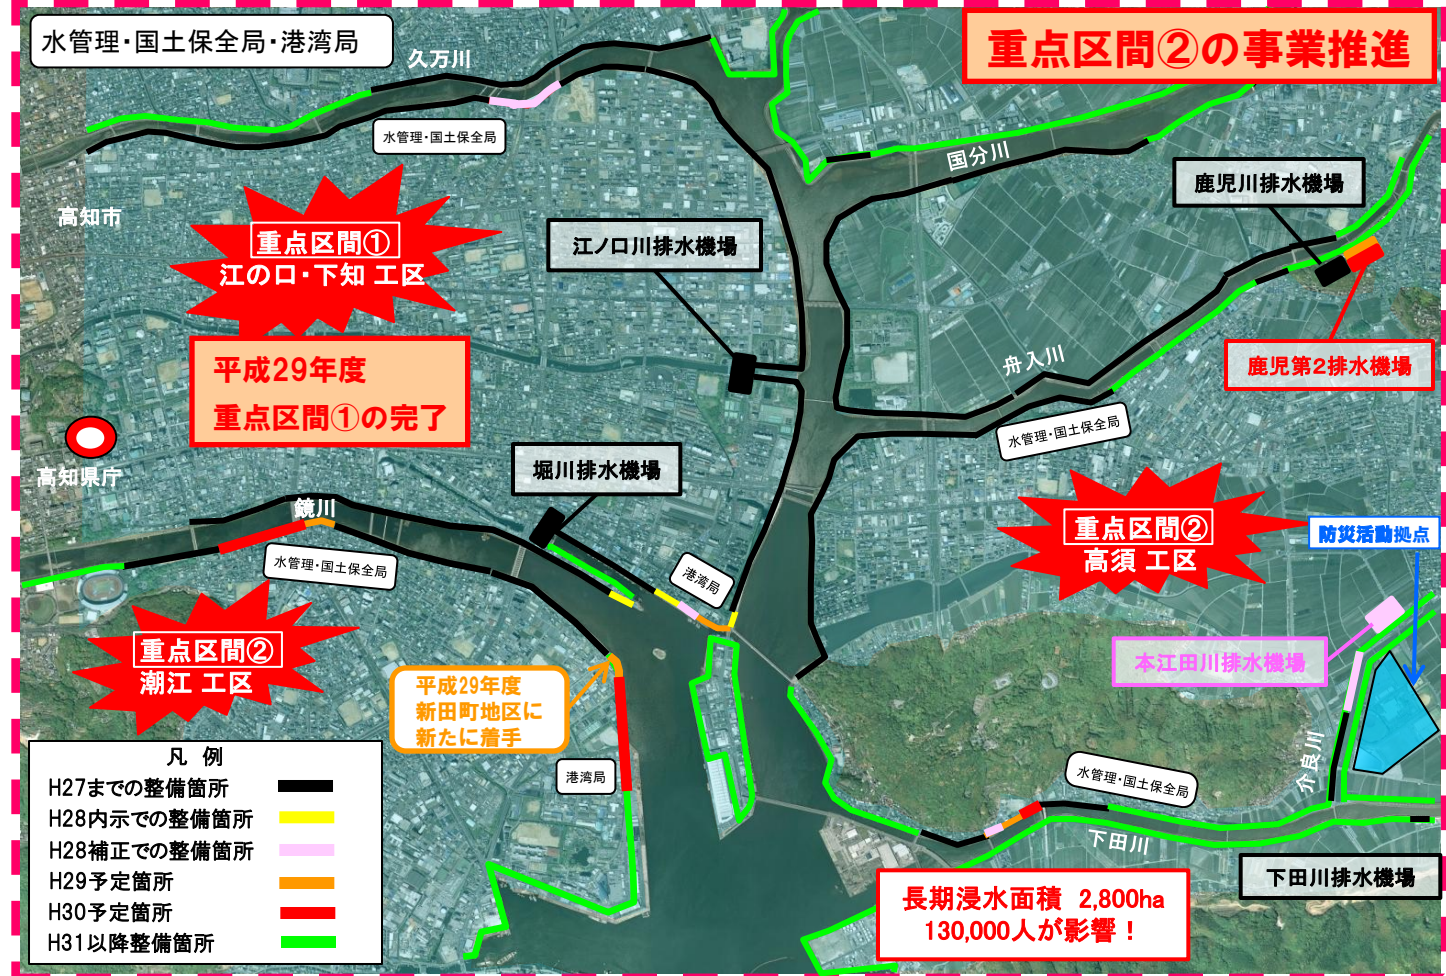 水管理・国土保全局・港湾局
重点区間②の事業推進
久万川
水管理・国土保全局
国分川
鹿児川排水機場
高知市
重点区間①
江の口・下知 工区
江ノ口川排水機場
平成29年度
重点区間①の完了
舟入川
鹿児第2排水機場
水管理・国土保全局
高知県庁
堀川排水機場
鏡川
水管理・国土保全局
港湾局
重点区間②
高須 工区
防災活動拠点
重点区間②
潮江 工区
本江田川排水機場
平成29年度
新田町地区に
新たに着手
港湾局
水管理・国土保全局
介良川
下田川
下田川排水機場
長期浸水面積 2,800ha
130,000人が影響！
凡 例
H27までの整備箇所
H28内示での整備箇所
H28補正での整備箇所
H29予定箇所
H30予定箇所
H31以降整備箇所